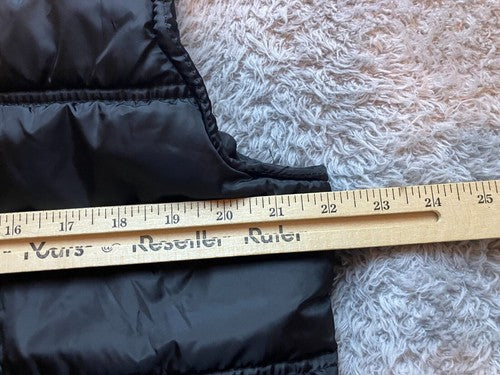 16 17 18 19 20 21 22 23 24 25
Yours Reseller Ruler